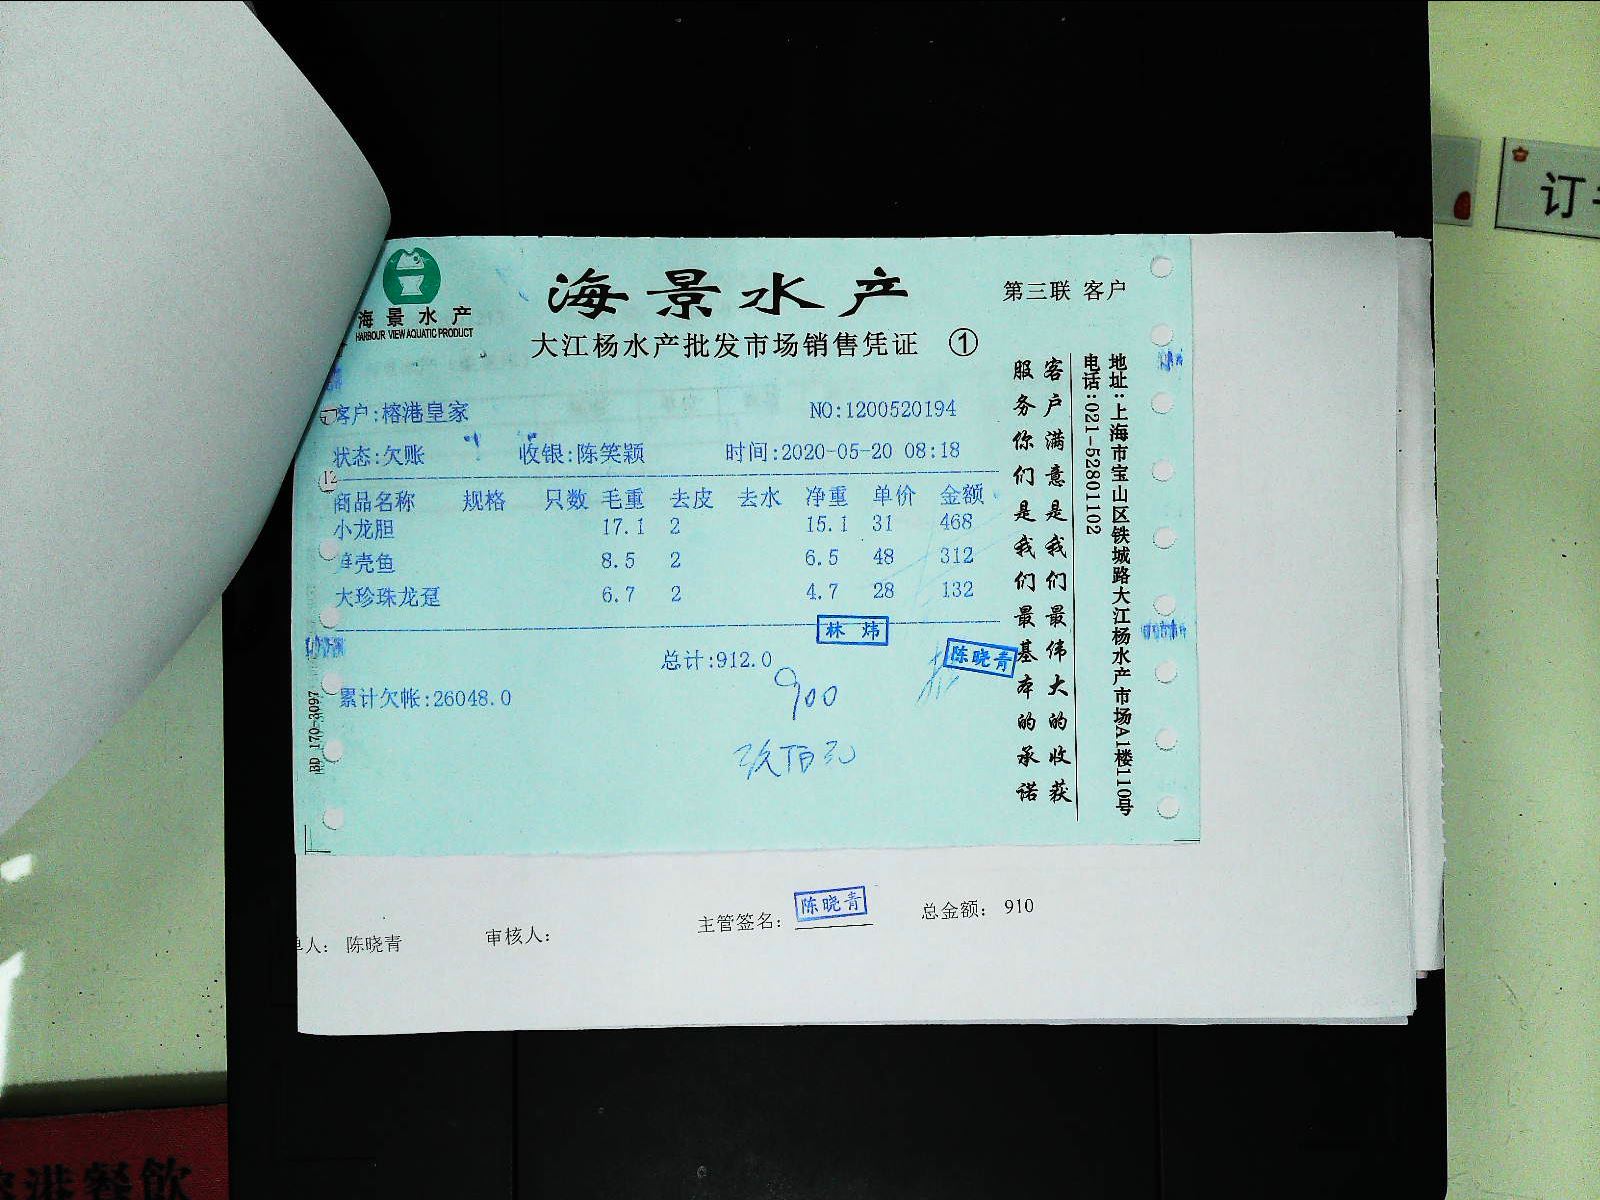 海景水产
HARBOUR VIEW AQUATIC PRODUCT
海景水产
第三联 客户
大江杨水产批发市场销售凭证 ①
客户:榕港皇家
NO:1200520194
状态:欠账
收银:陈笑颖
时间:2020-05-20 08:18
商品名称 规格 只数 毛重 去皮 去水 净重 单价 金额
小龙胆 17.1 2 15.1 31 468
壳鱼 8.5 2 6.5 48 312
大珍珠龙趸 6.7 2 4.7 28 132
林炜
总计:912.0
陈晓青
累计欠帐:26048.0
900
玖佰元
客户满意是我们最伟大的收获
服务你们是我们最基本的承诺
地址:上海市宝山区铁城路大江杨水产市场A1楼110号
电话:021-52801102
BD 170-3097
单人: 陈晓青
审核人:
主管签名: 陈晓青
总金额: 910
订
港餐飲